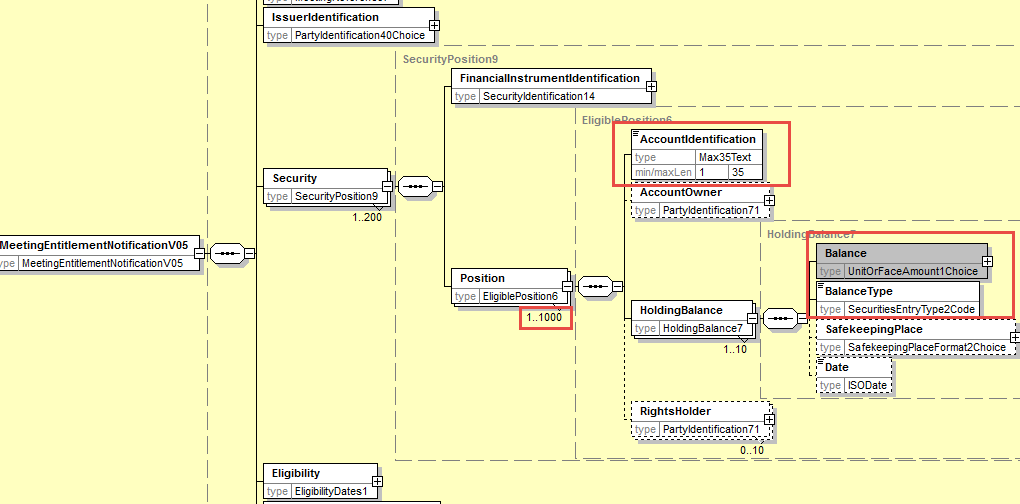 IssuerIdentification
type PartyIdentification40Choice
SecurityPosition9
FinancialInstrumentIdentification
type SecurityIdentification14
EligiblePosition6
AccountIdentification
type Max35Text
min/maxLen 1 35
Security
type SecurityPosition9
1..200
AccountOwner
type PartyIdentification71
HoldingBalance7
MeetingEntitlementNotificationV05
type MeetingEntitlementNotificationV05
Balance
type UnitOrFaceAmount1Choice
Position
type EligiblePosition6
1..1000
BalanceType
type SecuritiesEntryType2Code
HoldingBalance
type HoldingBalance7
1..10
SafekeepingPlace
type SafekeepingPlaceFormat2Choice
Date
type ISODate
RightsHolder
type PartyIdentification71
0..10
Eligibility
type EligibilityDates1